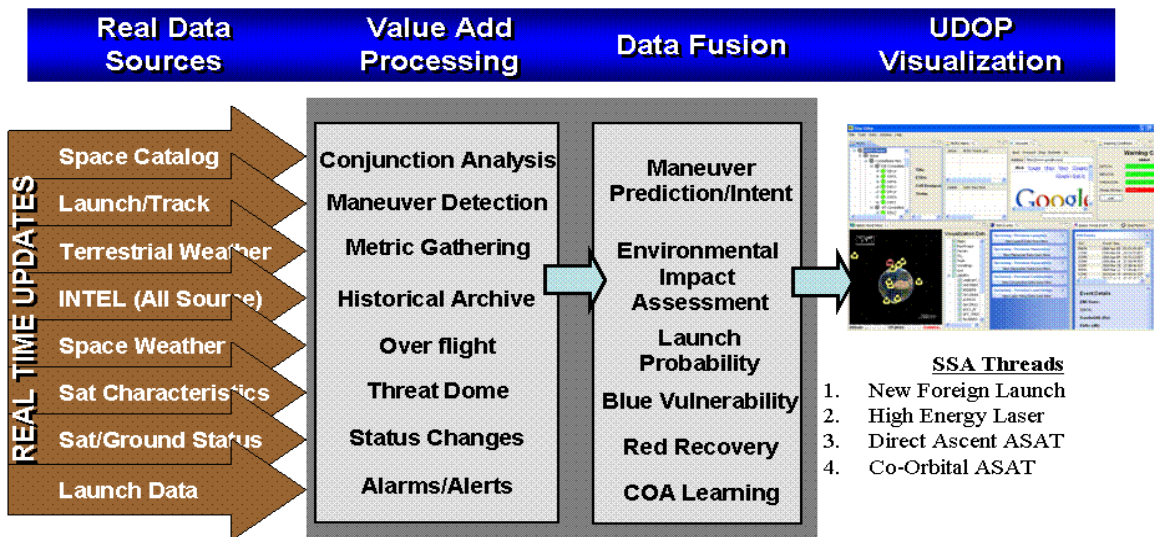 Real Data
Sources
Value Add
Processing
Data Fusion
UDOP
Visualization
REAL TIME UPDATES
Space Catalog
Launch/Track
Terrestrial Weather
INTEL (All Source)
Space Weather
Sat Characteristics
Sat/Ground Status
Launch Data
Conjunction Analysis
Maneuver Detection
Metric Gathering
Historical Archive
Over flight
Threat Dome
Status Changes
Alarms/Alerts
Maneuver
Prediction/Intent
Environmental
Impact
Assessment
Launch
Probability
Blue Vulnerability
Red Recovery
COA Learning
Warning C
Google
Event Details
SSA Threads
1. New Foreign Launch
2. High Energy Laser
3. Direct Ascent ASAT
4. Co-Orbital ASAT